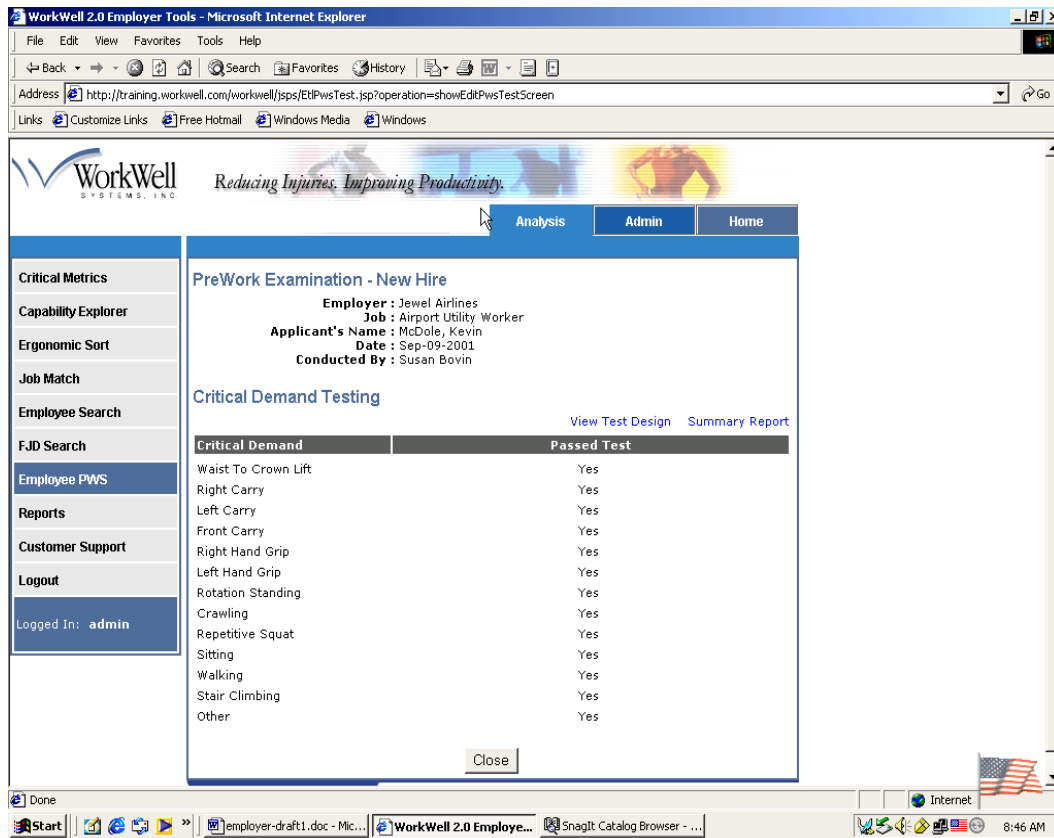 WorkWell 2.0 Employer Tools - Microsoft Internet Explorer
File Edit View Favorites Tools Help
Back Search Favorites History
Address http://training.workwell.com/workwell/jsps/EtlPwsTest.jsp?operation=showEditPwsTestScreen Go
Links Customize Links Free Hotmail Windows Media Windows
WorkWell
SYSTEMS, INC
Reducing Injuries. Improving Productivity.
Analysis Admin Home
Critical Metrics
Capability Explorer
Ergonomic Sort
Job Match
Employee Search
FJD Search
Employee PWS
Reports
Customer Support
Logout
Logged In: admin
PreWork Examination - New Hire
Employer : Jewel Airlines
Job : Airport Utility Worker
Applicant's Name : McDole, Kevin
Date : Sep-09-2001
Conducted By : Susan Bovin
Critical Demand Testing
View Test Design Summary Report
Critical Demand Passed Test
Waist To Crown Lift Yes
Right Carry Yes
Left Carry Yes
Front Carry Yes
Right Hand Grip Yes
Left Hand Grip Yes
Rotation Standing Yes
Crawling Yes
Repetitive Squat Yes
Sitting Yes
Walking Yes
Stair Climbing Yes
Other Yes
Close
Done Internet
Start » employer-draft1.doc - Mic... WorkWell 2.0 Employe... SnagIt Catalog Browser - ... 8:46 AM